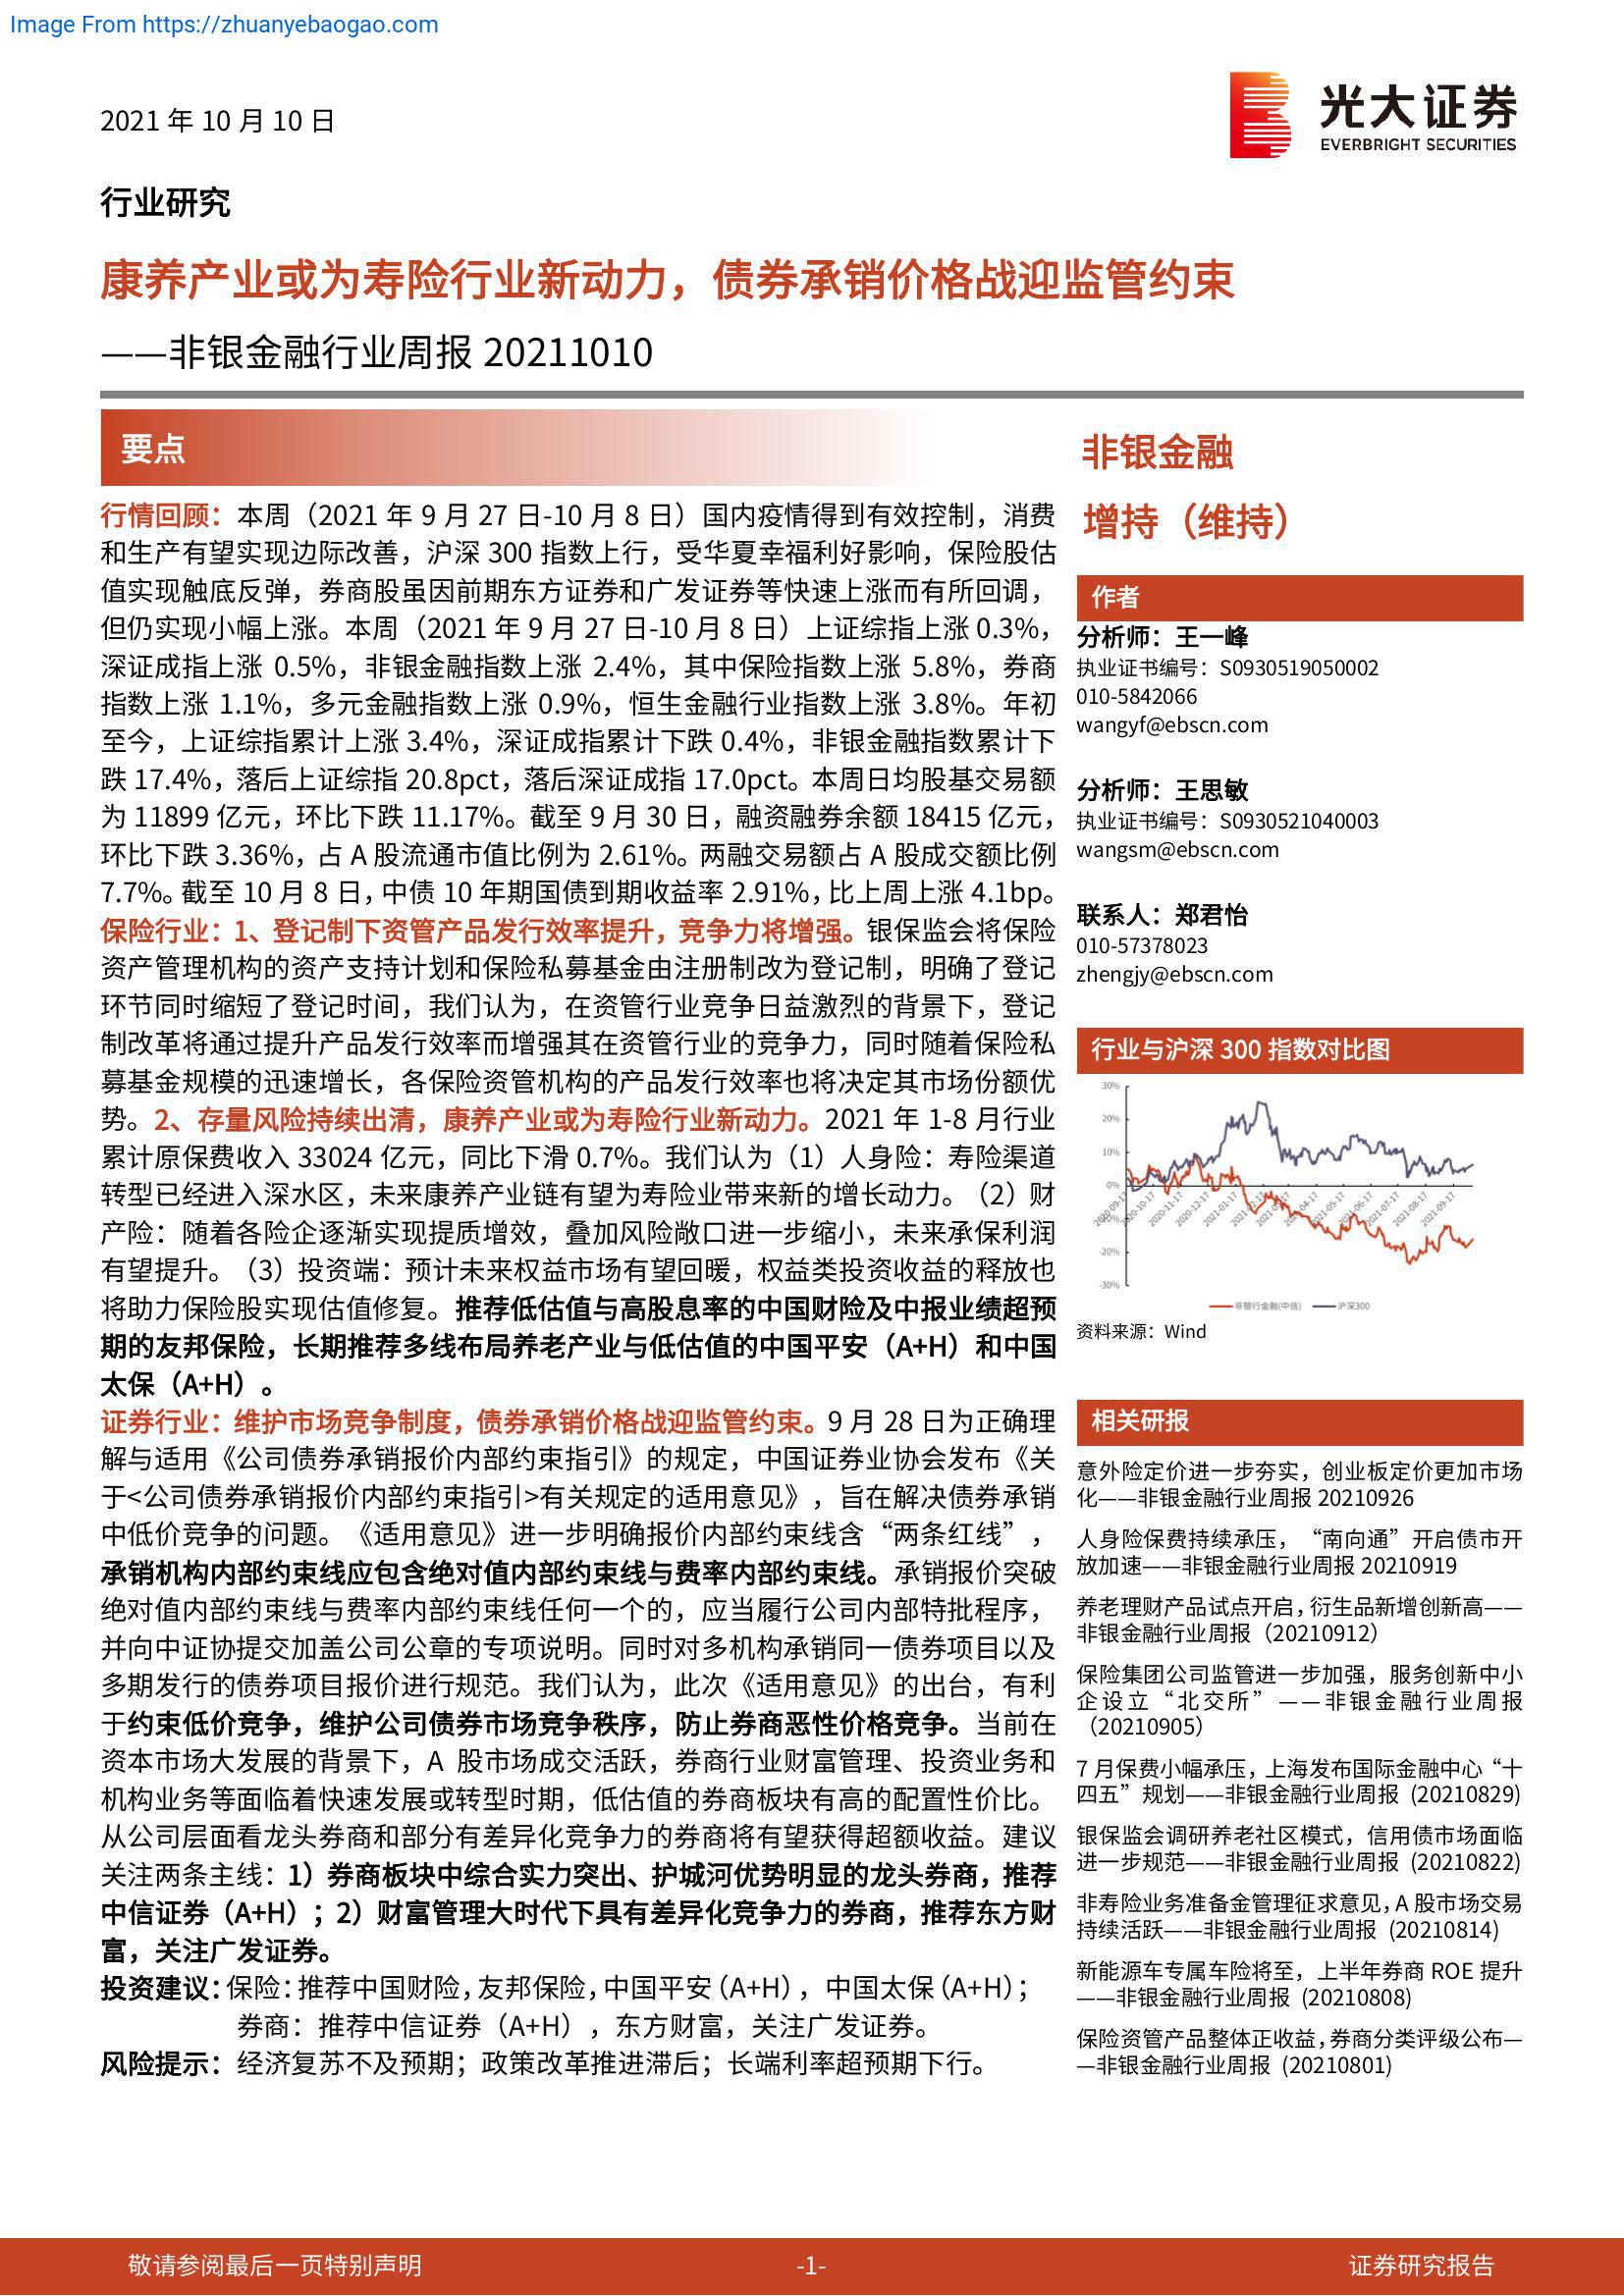 Image From https://zhuanyebaogao.com
2021 年 10 月 10 日
光大证券
EVERBRIGHT SECURITIES
行业研究
康养产业或为寿险行业新动力，债券承销价格战迎监管约束
——非银金融行业周报 20211010
要点
行情回顾：本周（2021 年 9 月 27 日-10 月 8 日）国内疫情得到有效控制，消费
和生产有望实现边际改善，沪深 300 指数上行，受华夏幸福利好影响，保险股估
值实现触底反弹，券商股虽因前期东方证券和广发证券等快速上涨而有所回调，
但仍实现小幅上涨。本周（2021 年 9 月 27 日-10 月 8 日）上证综指上涨 0.3%，
深证成指上涨 0.5%，非银金融指数上涨 2.4%，其中保险指数上涨 5.8%，券商
指数上涨 1.1%，多元金融指数上涨 0.9%，恒生金融行业指数上涨 3.8%。年初
至今，上证综指累计上涨 3.4%，深证成指累计下跌 0.4%，非银金融指数累计下
跌 17.4%，落后上证综指 20.8pct，落后深证成指 17.0pct。本周日均股基交易额
为 11899 亿元，环比下跌 11.17%。截至 9 月 30 日，融资融券余额 18415 亿元，
环比下跌 3.36%，占 A 股流通市值比例为 2.61%。两融交易额占 A 股成交额比例
7.7%。截至 10 月 8 日，中债 10 年期国债到期收益率 2.91%，比上周上涨 4.1bp。
保险行业：1、登记制下资管产品发行效率提升，竞争力将增强。银保监会将保险
资产管理机构的资产支持计划和保险私募基金由注册制改为登记制，明确了登记
环节同时缩短了登记时间，我们认为，在资管行业竞争日益激烈的背景下，登记
制改革将通过提升产品发行效率而增强其在资管行业的竞争力，同时随着保险私
募基金规模的迅速增长，各保险资管机构的产品发行效率也将决定其市场份额优
势。2、存量风险持续出清，康养产业或为寿险行业新动力。2021 年 1-8 月行业
累计原保费收入 33024 亿元，同比下滑 0.7%。我们认为（1）人身险：寿险渠道
转型已经进入深水区，未来康养产业链有望为寿险业带来新的增长动力。（2）财
产险：随着各险企逐渐实现提质增效，叠加风险敞口进一步缩小，未来承保利润
有望提升。（3）投资端：预计未来权益市场有望回暖，权益类投资收益的释放也
将助力保险股实现估值修复。推荐低估值与高股息率的中国财险及中报业绩超预
期的友邦保险，长期推荐多线布局养老产业与低估值的中国平安（A+H）和中国
太保（A+H）。
证券行业：维护市场竞争制度，债券承销价格战迎监管约束。9 月 28 日为正确理
解与适用《公司债券承销报价内部约束指引》的规定，中国证券业协会发布《关
于<公司债券承销报价内部约束指引>有关规定的适用意见》，旨在解决债券承销
中低价竞争的问题。《适用意见》进一步明确报价内部约束线含“两条红线”，
承销机构内部约束线应包含绝对值内部约束线与费率内部约束线。承销报价突破
绝对值内部约束线与费率内部约束线任何一个的，应当履行公司内部特批程序，
并向中证协提交加盖公司公章的专项说明。同时对多机构承销同一债券项目以及
多期发行的债券项目报价进行规范。我们认为，此次《适用意见》的出台，有利
于约束低价竞争，维护公司债券市场竞争秩序，防止券商恶性价格竞争。当前在
资本市场大发展的背景下，A 股市场成交活跃，券商行业财富管理、投资业务和
机构业务等面临着快速发展或转型时期，低估值的券商板块有高的配置性价比。
从公司层面看龙头券商和部分有差异化竞争力的券商将有望获得超额收益。建议
关注两条主线：1）券商板块中综合实力突出、护城河优势明显的龙头券商，推荐
中信证券（A+H）；2）财富管理大时代下具有差异化竞争力的券商，推荐东方财
富，关注广发证券。
投资建议：保险：推荐中国财险，友邦保险，中国平安（A+H），中国太保（A+H）；
券商：推荐中信证券（A+H），东方财富，关注广发证券。
风险提示：经济复苏不及预期；政策改革推进滞后；长端利率超预期下行。
非银金融
增持（维持）
作者
分析师：王一峰
执业证书编号：S0930519050002
010-5842066
wangyf@ebscn.com
分析师：王思敏
执业证书编号：S0930521040003
wangsm@ebscn.com
联系人：郑君怡
010-57378023
zhengjy@ebscn.com
行业与沪深 300 指数对比图
30%
20%
10%
0%
-10%
-20%
-30%
2020-09-17
2020-10-17
2020-11-17
2020-12-17
2021-01-17
2021-02-17
2021-03-17
2021-04-17
2021-05-17
2021-06-17
2021-07-17
2021-08-17
2021-09-17
非银行金融(中信)
沪深300
资料来源：Wind
相关研报
意外险定价进一步夯实，创业板定价更加市场
化——非银金融行业周报 20210926
人身险保费持续承压，“南向通”开启债市开
放加速——非银金融行业周报 20210919
养老理财产品试点开启，衍生品新增创新高——
非银金融行业周报（20210912）
保险集团公司监管进一步加强，服务创新中小
企设立“北交所”——非银金融行业周报
（20210905）
7 月保费小幅承压，上海发布国际金融中心“十
四五”规划——非银金融行业周报 (20210829)
银保监会调研养老社区模式，信用债市场面临
进一步规范——非银金融行业周报 (20210822)
非寿险业务准备金管理征求意见，A 股市场交易
持续活跃——非银金融行业周报 (20210814)
新能源车专属车险将至，上半年券商 ROE 提升
——非银金融行业周报 (20210808)
保险资管产品整体正收益，券商分类评级公布—
—非银金融行业周报 (20210801)
敬请参阅最后一页特别声明
-1-
证券研究报告